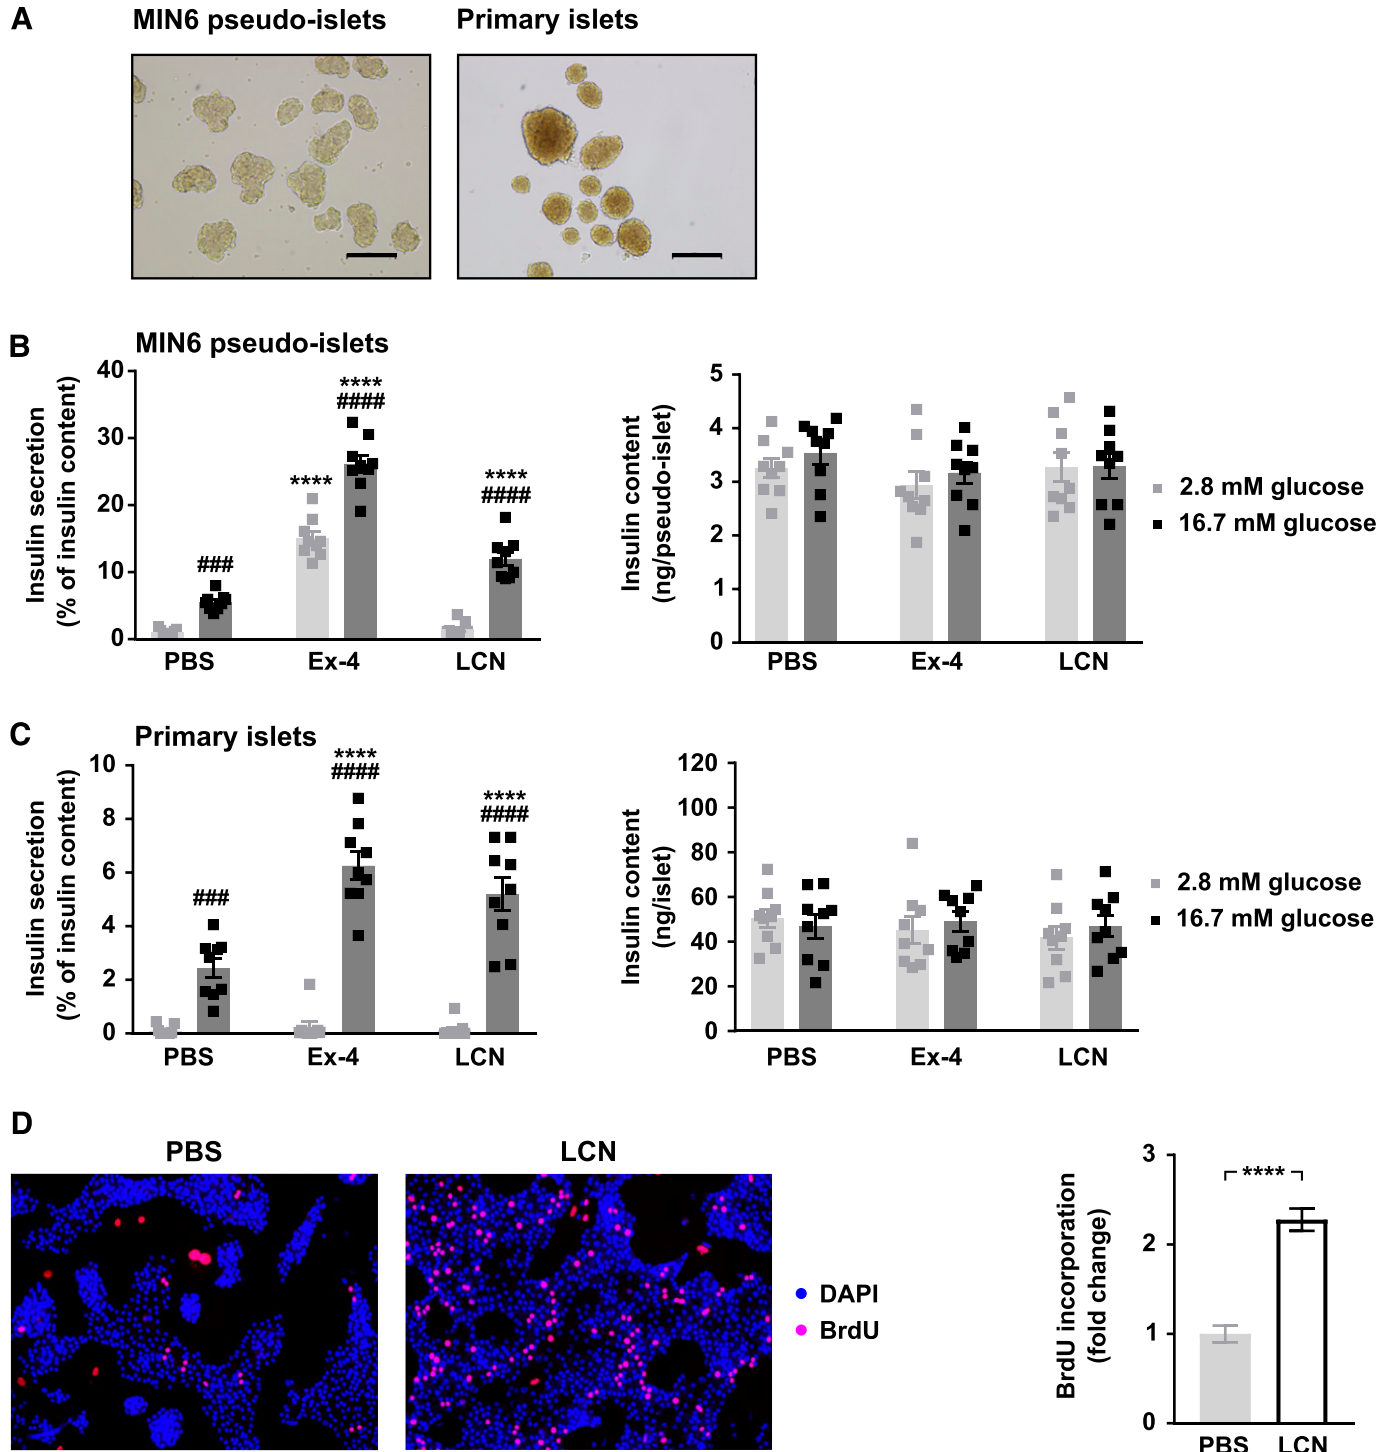 A
MIN6 pseudo-islets
Primary islets
B
MIN6 pseudo-islets
Insulin secretion
(% of insulin content)
40
30
20
10
0
###
****
****
####
****
####
PBS
Ex-4
LCN
Insulin content
(ng/pseudo-islet)
5
4
3
2
1
0
PBS
Ex-4
LCN
2.8 mM glucose
16.7 mM glucose
C
Primary islets
Insulin secretion
(% of insulin content)
10
8
6
4
2
0
###
****
####
****
####
PBS
Ex-4
LCN
Insulin content
(ng/islet)
120
100
80
60
40
20
0
PBS
Ex-4
LCN
2.8 mM glucose
16.7 mM glucose
D
PBS
LCN
DAPI
BrdU
BrdU incorporation
(fold change)
3
2
1
0
****
PBS
LCN